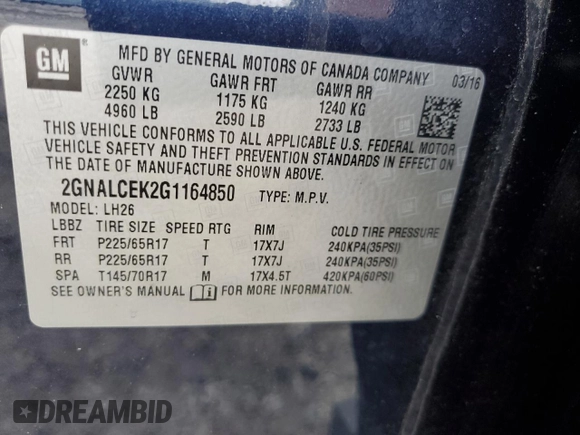 GM
MFD BY GENERAL MOTORS OF CANADA COMPANY 03/16
GVWR GAWR FRT GAWR RR
2250 KG 1175 KG 1240 KG
4960 LB 2590 LB 2733 LB
THIS VEHICLE CONFORMS TO ALL APPLICABLE U.S. FEDERAL MOTOR
VEHICLE SAFETY AND THEFT PREVENTION STANDARDS IN EFFECT ON
THE DATE OF MANUFACTURE SHOWN ABOVE.
2GNALCEK2G1164850 TYPE: M.P.V.
MODEL: LH26
LBBZ TIRE SIZE SPEED RTG RIM COLD TIRE PRESSURE
FRT P225/65R17 T 17X7J 240KPA(35PSI)
RR P225/65R17 T 17X7J 240KPA(35PSI)
SPA T145/70R17 M 17X4.5T 420KPA(60PSI)
SEE OWNER'S MANUAL FOR MORE INFORMATION.
DREAMBID